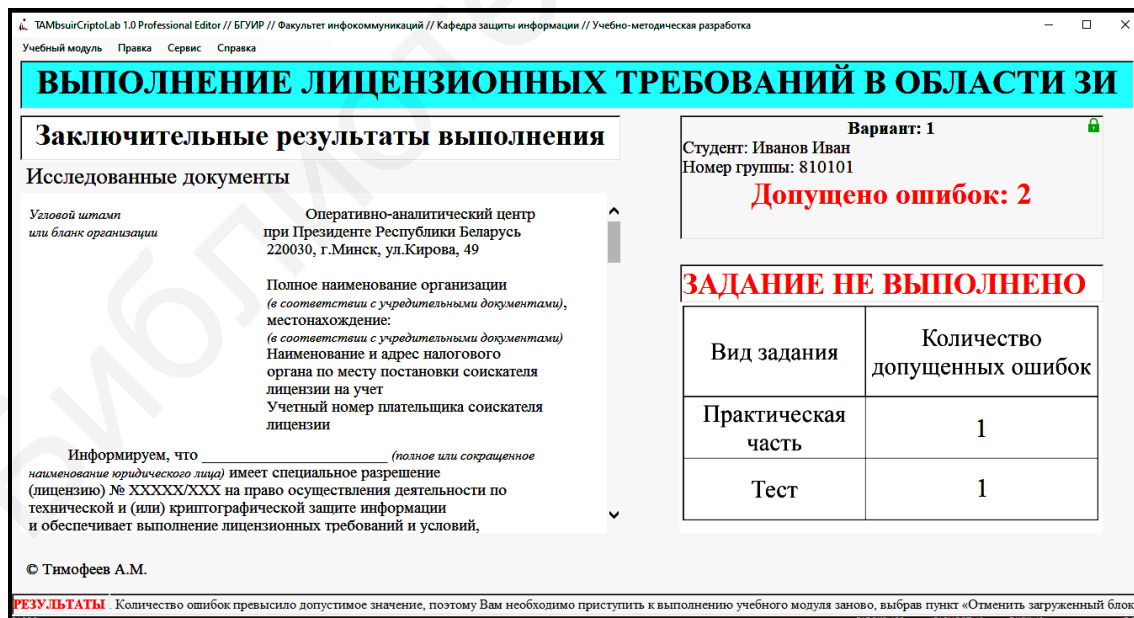 TAMbsuirCriptoLab 1.0 Professional Editor // БГУИР // Факультет инфокоммуникаций // Кафедра защиты информации // Учебно-методическая разработка
Учебный модуль Правка Сервис Справка
ВЫПОЛНЕНИЕ ЛИЦЕНЗИОННЫХ ТРЕБОВАНИЙ В ОБЛАСТИ ЗИ
Заключительные результаты выполнения
Исследованные документы
Угловой штамп
или бланк организации
Оперативно-аналитический центр
при Президенте Республики Беларусь
220030, г.Минск, ул.Кирова, 49
Полное наименование организации
(в соответствии с учредительными документами),
местонахождение:
(в соответствии с учредительными документами)
Наименование и адрес налогового
органа по месту постановки соискателя
лицензии на учет
Учетный номер плательщика соискателя
лицензии
Информируем, что ____________________ (полное или сокращенное
наименование юридического лица) имеет специальное разрешение
(лицензию) № XXXXX/XXX на право осуществления деятельности по
технической и (или) криптографической защите информации
и обеспечивает выполнение лицензионных требований и условий,
© Тимофеев А.М.
Вариант: 1
Студент: Иванов Иван
Номер группы: 810101
Допущено ошибок: 2
ЗАДАНИЕ НЕ ВЫПОЛНЕНО
Вид задания
Количество
допущенных ошибок
Практическая
часть
1
Тест
1
РЕЗУЛЬТАТЫ Количество ошибок превысило допустимое значение, поэтому Вам необходимо приступить к выполнению учебного модуля заново, выбрав пункт «Отменить загруженный блок